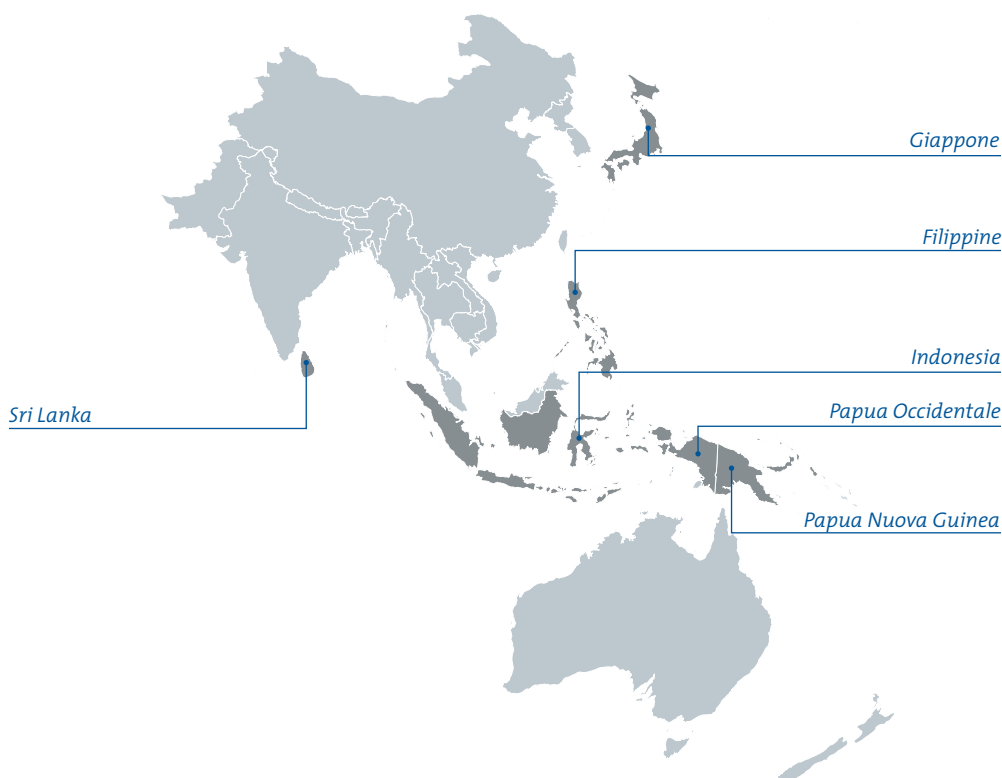 Giappone
Filippine
Indonesia
Papua Occidentale
Sri Lanka
Papua Nuova Guinea